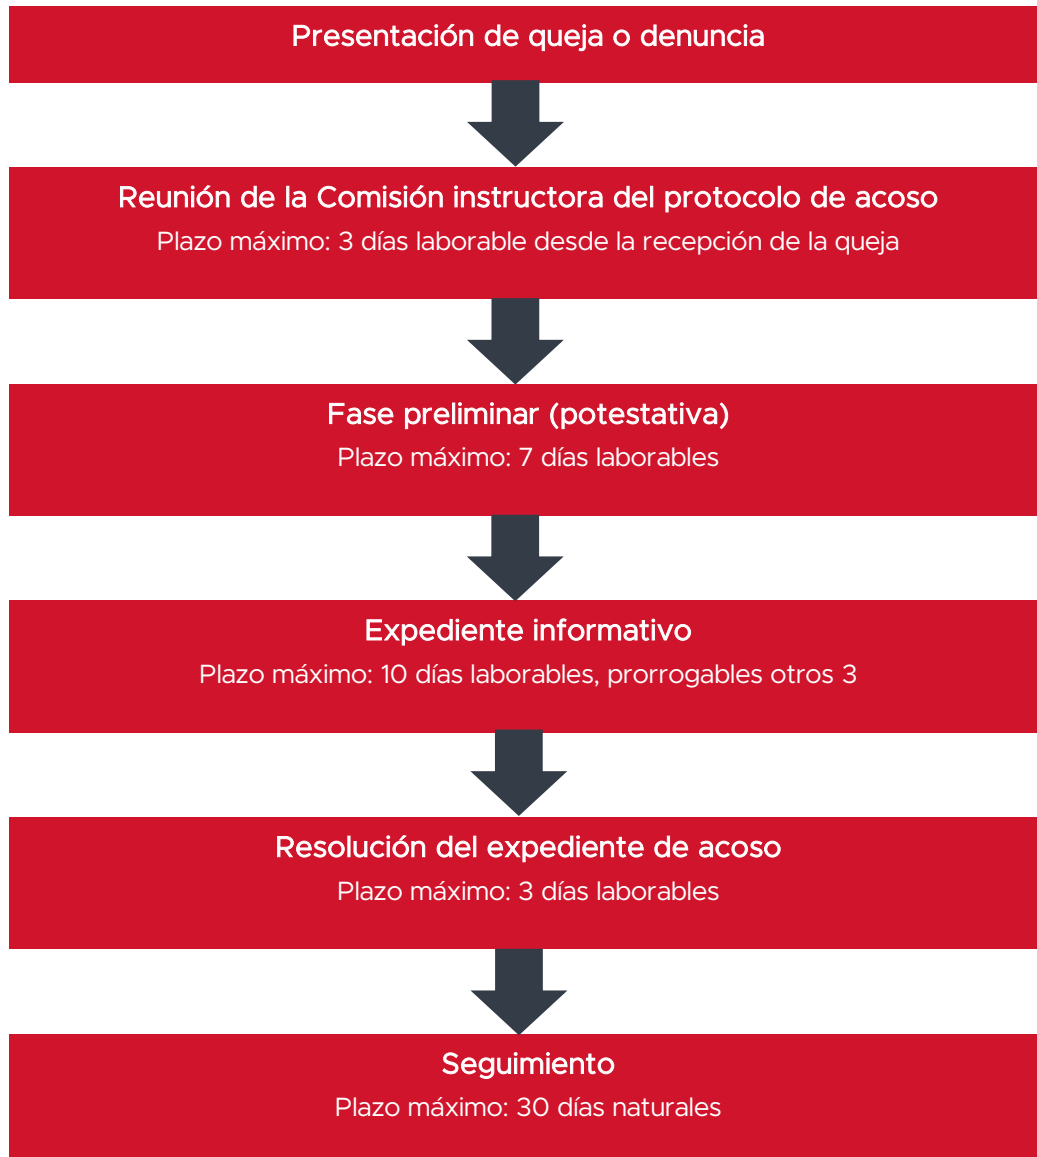 Presentación de queja o denuncia
Reunión de la Comisión instructora del protocolo de acoso
Plazo máximo: 3 días laborable desde la recepción de la queja
Fase preliminar (potestativa)
Plazo máximo: 7 días laborables
Expediente informativo
Plazo máximo: 10 días laborables, prorrogables otros 3
Resolución del expediente de acoso
Plazo máximo: 3 días laborables
Seguimiento
Plazo máximo: 30 días naturales